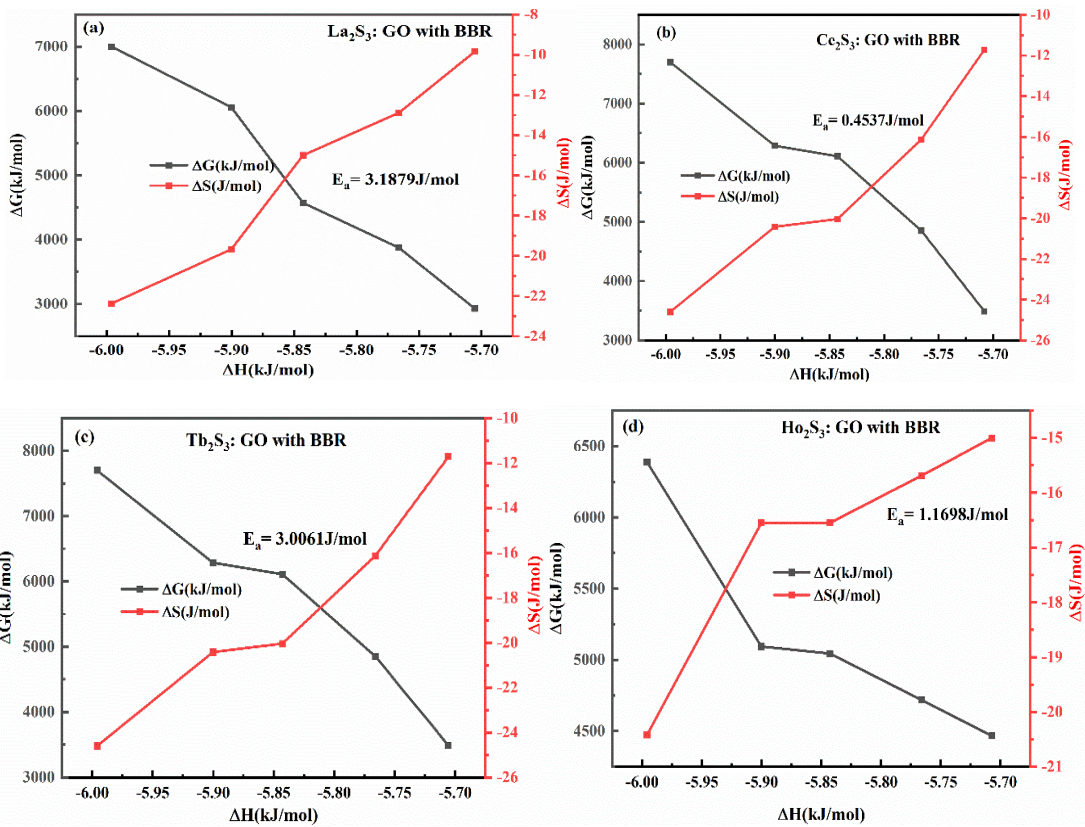 (a)
La₂S₃: GO with BBR
ΔG(kJ/mol)
7000
6000
5000
4000
3000
ΔG(kJ/mol)
ΔS(J/mol)
Eₐ= 3.1879J/mol
-8
-10
-12
-14
-16
-18
-20
-22
-24
ΔS(J/mol)
-6.00 -5.95 -5.90 -5.85 -5.80 -5.75 -5.70
ΔH(kJ/mol)
(b)
Ce₂S₃: GO with BBR
ΔG(kJ/mol)
8000
7000
6000
5000
4000
3000
Eₐ= 0.4537J/mol
ΔG(kJ/mol)
ΔS(J/mol)
-10
-12
-14
-16
-18
-20
-22
-24
-26
ΔS(J/mol)
-6.00 -5.95 -5.90 -5.85 -5.80 -5.75 -5.70
ΔH(kJ/mol)
(c)
Tb₂S₃: GO with BBR
ΔG(kJ/mol)
8000
7000
6000
5000
4000
3000
Eₐ= 3.0061J/mol
ΔG(kJ/mol)
ΔS(J/mol)
-10
-12
-14
-16
-18
-20
-22
-24
-26
ΔS(J/mol)
-6.00 -5.95 -5.90 -5.85 -5.80 -5.75 -5.70
ΔH(kJ/mol)
(d)
Ho₂S₃: GO with BBR
ΔG(kJ/mol)
6500
6000
5500
5000
4500
Eₐ= 1.1698J/mol
ΔG(kJ/mol)
ΔS(J/mol)
-15
-16
-17
-18
-19
-20
-21
ΔS(J/mol)
-6.00 -5.95 -5.90 -5.85 -5.80 -5.75 -5.70
ΔH(kJ/mol)